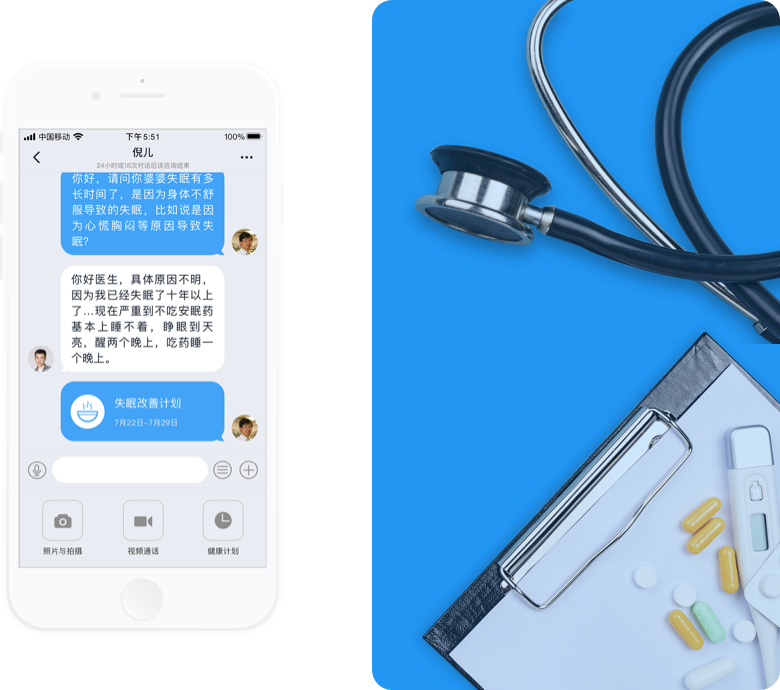 中国移动
下午5:51
100%
倪儿
24小时或15次对话后该咨询结束
你好，请问你婆婆失眠有多
长时间了，是因为身体不舒
服导致的失眠，比如说是因
为心慌胸闷等原因导致失
眠？
你好医生，具体原因不明，
因为我已经失眠了十年以上
了...现在严重到不吃安眠药
基本上睡不着，睁眼到天
亮，醒两个晚上，吃药睡一
个晚上。
失眠改善计划
7月22日-7月29日
照片与拍摄
视频通话
健康计划